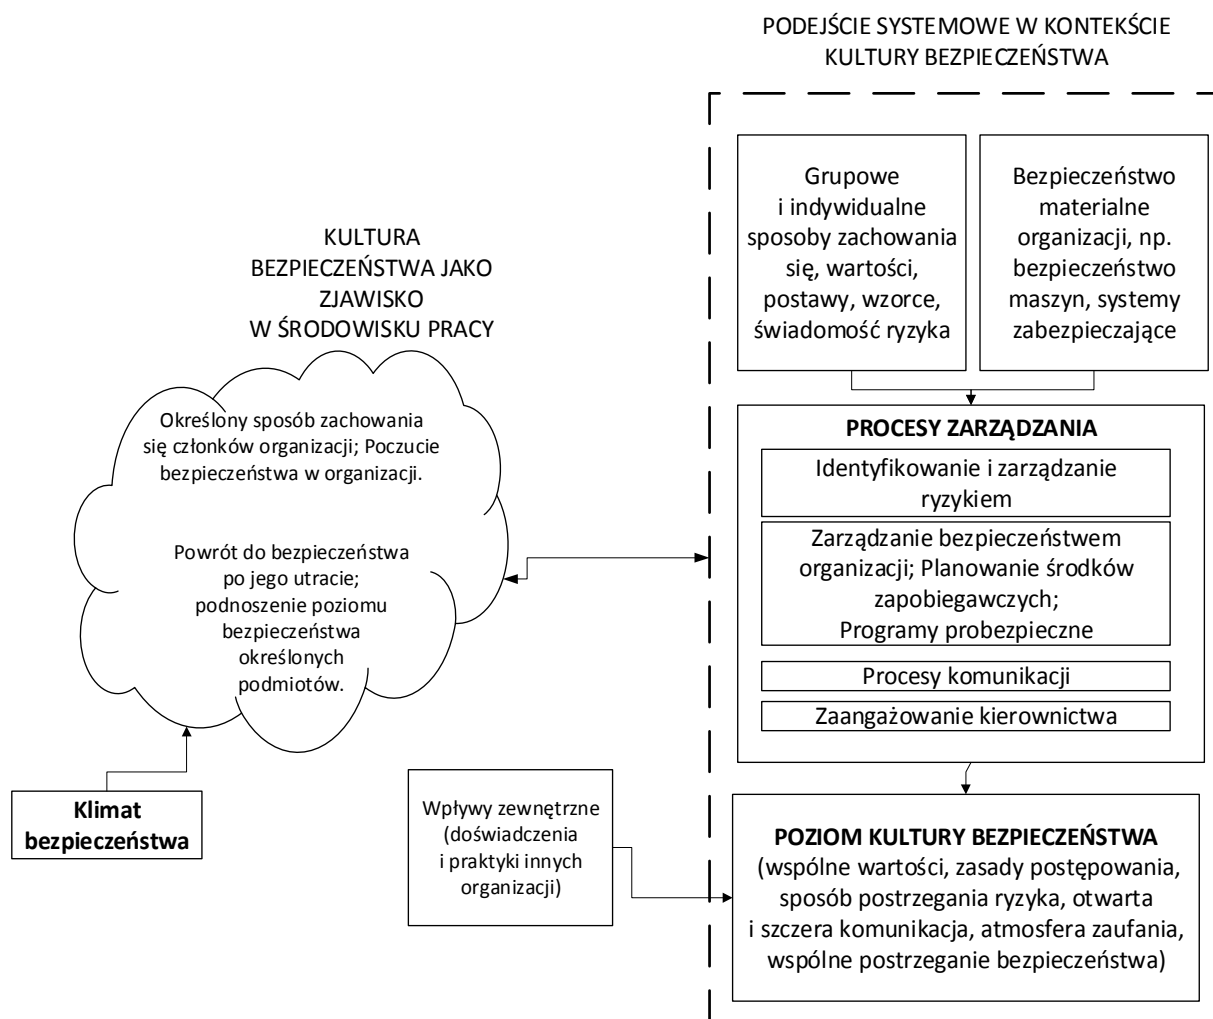 PODEJŚCIE SYSTEMOWE W KONTEKŚCIE
KULTURY BEZPIECZEŃSTWA
Grupowe
i indywidualne
sposoby zachowania
się, wartości,
postawy, wzorce,
świadomość ryzyka
Bezpieczeństwo
materialne
organizacji, np.
bezpieczeństwo
maszyn, systemy
zabezpieczające
KULTURA
BEZPIECZEŃSTWA JAKO
ZJAWISKO
W ŚRODOWISKU PRACY
Określony sposób zachowania
się członków organizacji; Poczucie
bezpieczeństwa w organizacji.
Powrót do bezpieczeństwa
po jego utracie;
podnoszenie poziomu
bezpieczeństwa
określonych
podmiotów.
PROCESY ZARZĄDZANIA
Identyfikowanie i zarządzanie
ryzykiem
Zarządzanie bezpieczeństwem
organizacji; Planowanie środków
zapobiegawczych;
Programy probezpieczne
Procesy komunikacji
Zaangażowanie kierownictwa
Klimat
bezpieczeństwa
Wpływy zewnętrzne
(doświadczenia
i praktyki innych
organizacji)
POZIOM KULTURY BEZPIECZEŃSTWA
(wspólne wartości, zasady postępowania,
sposób postrzegania ryzyka, otwarta
i szczera komunikacja, atmosfera zaufania,
wspólne postrzeganie bezpieczeństwa)